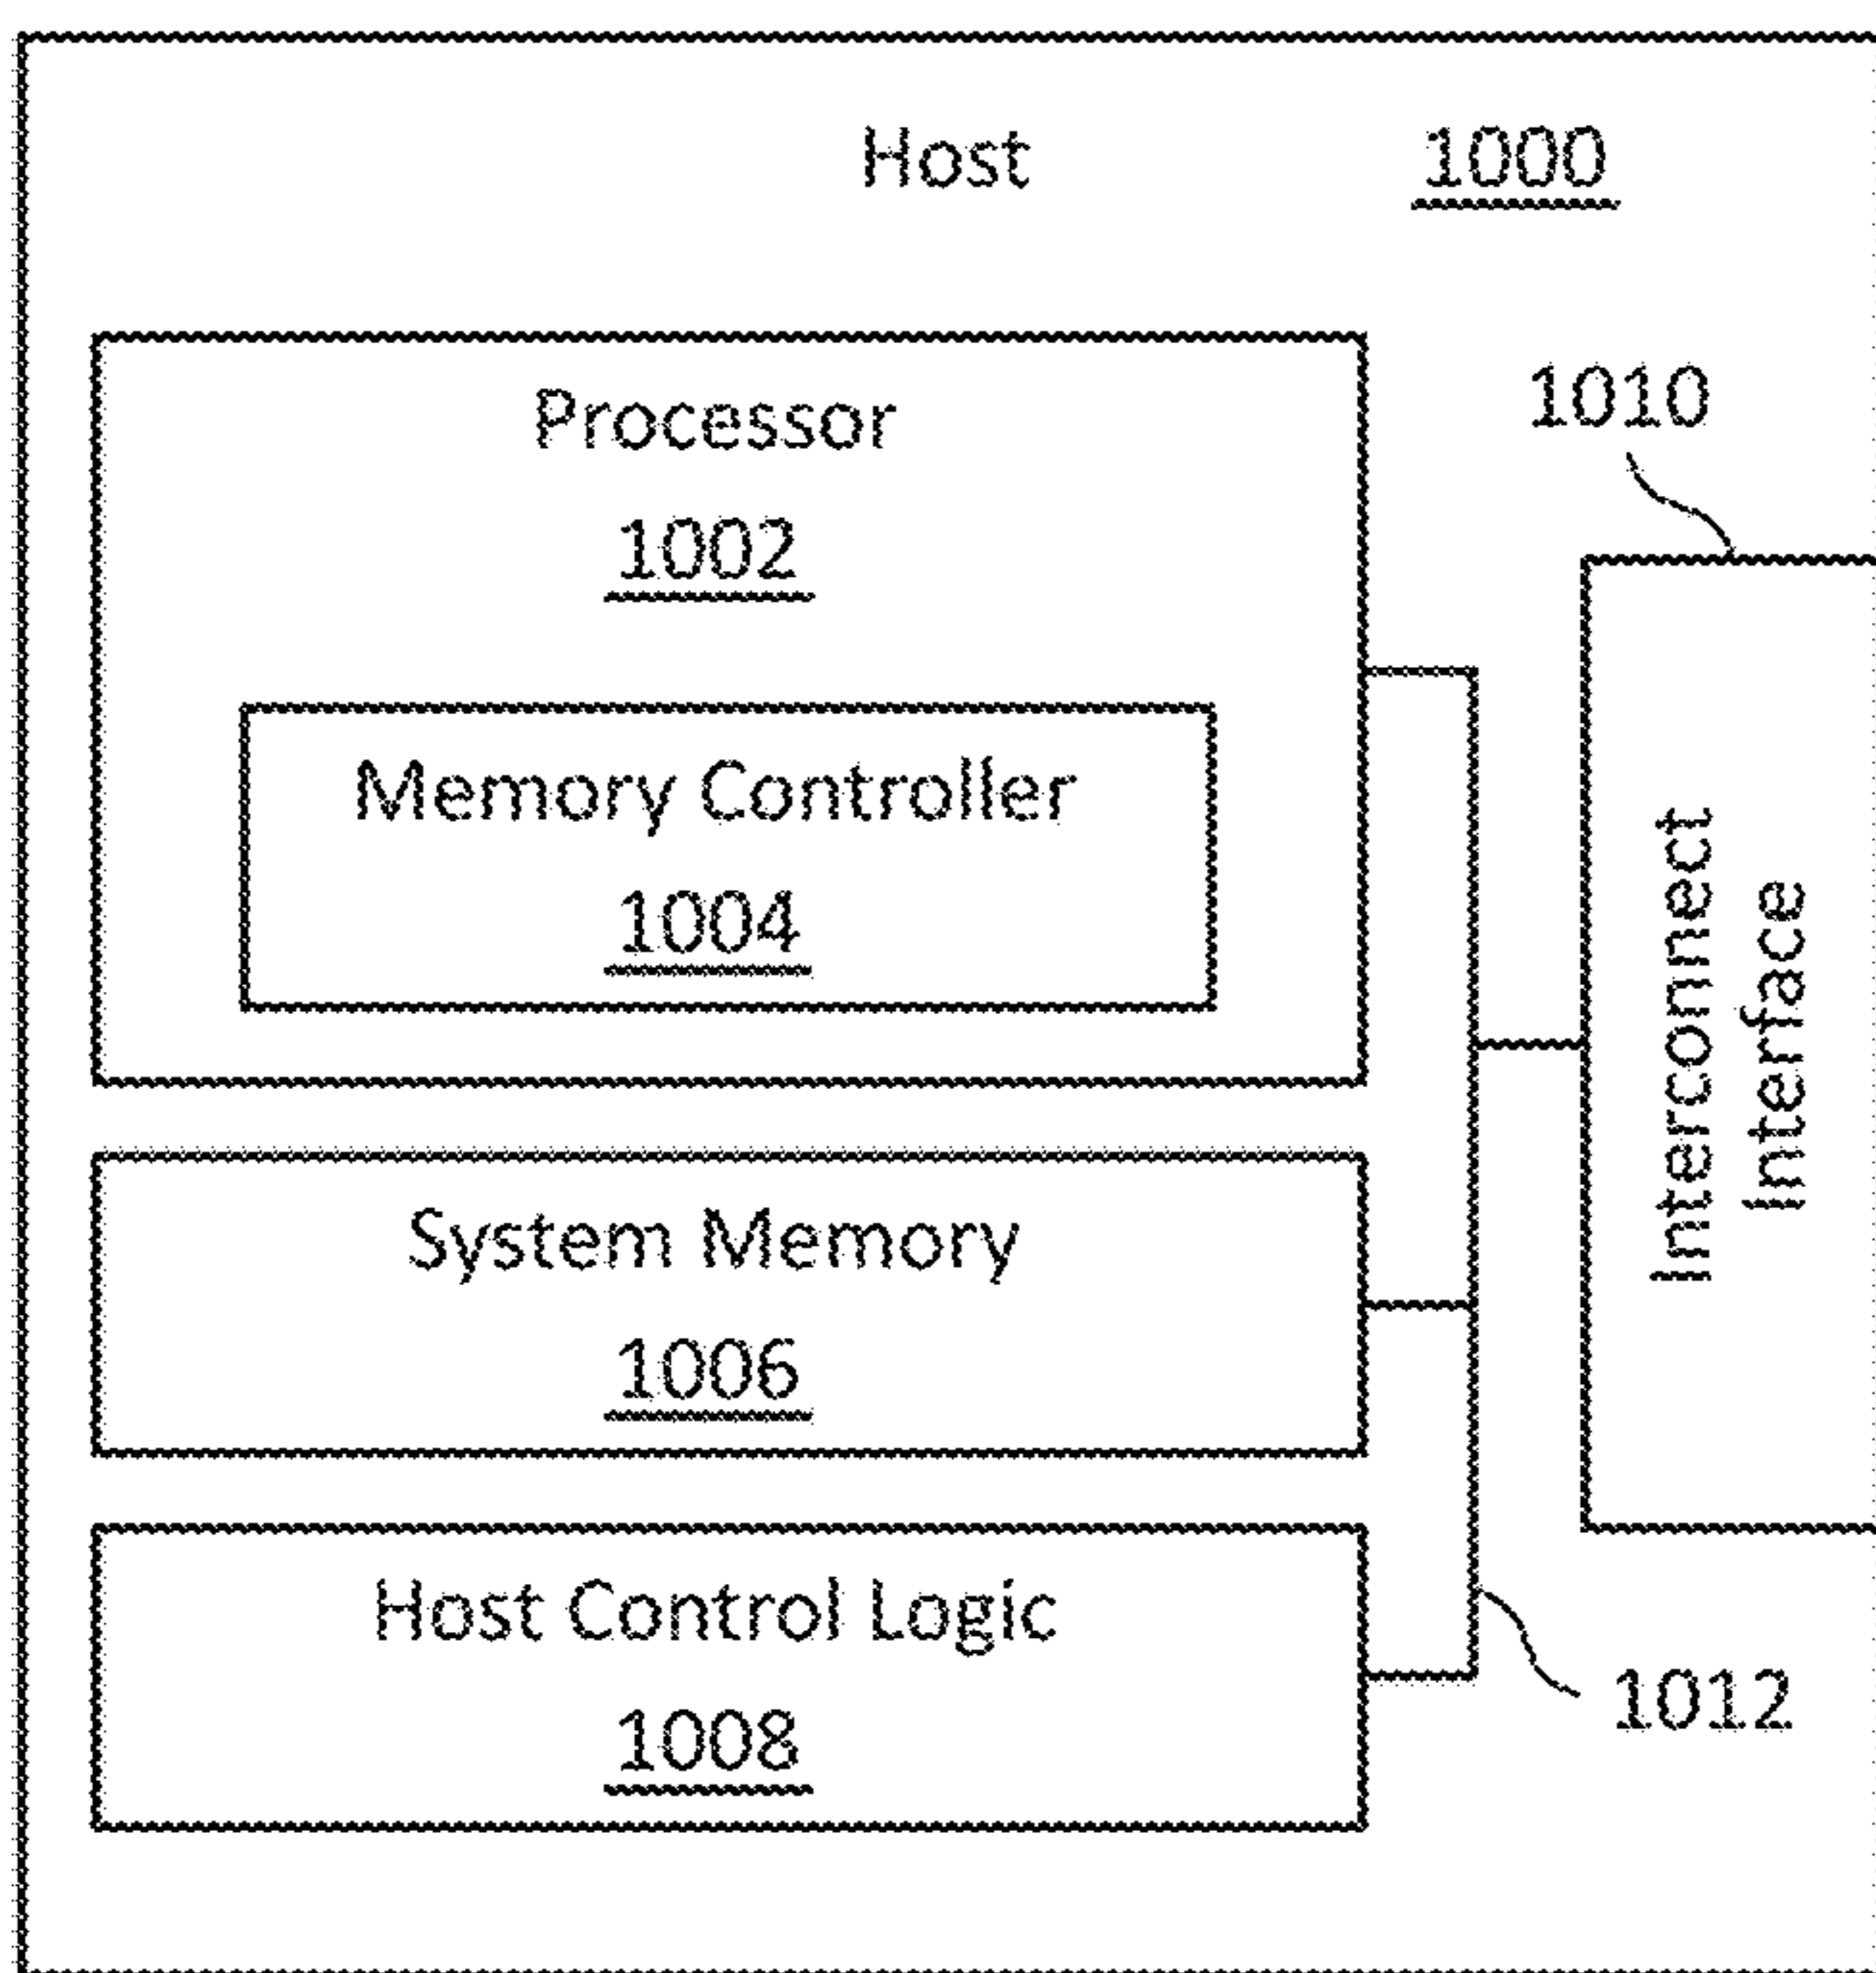 Host 1000
Processor
1002
1010
Memory Controller
1004
Interconnect
Interface
System Memory
1006
Host Control Logic
1008
1012